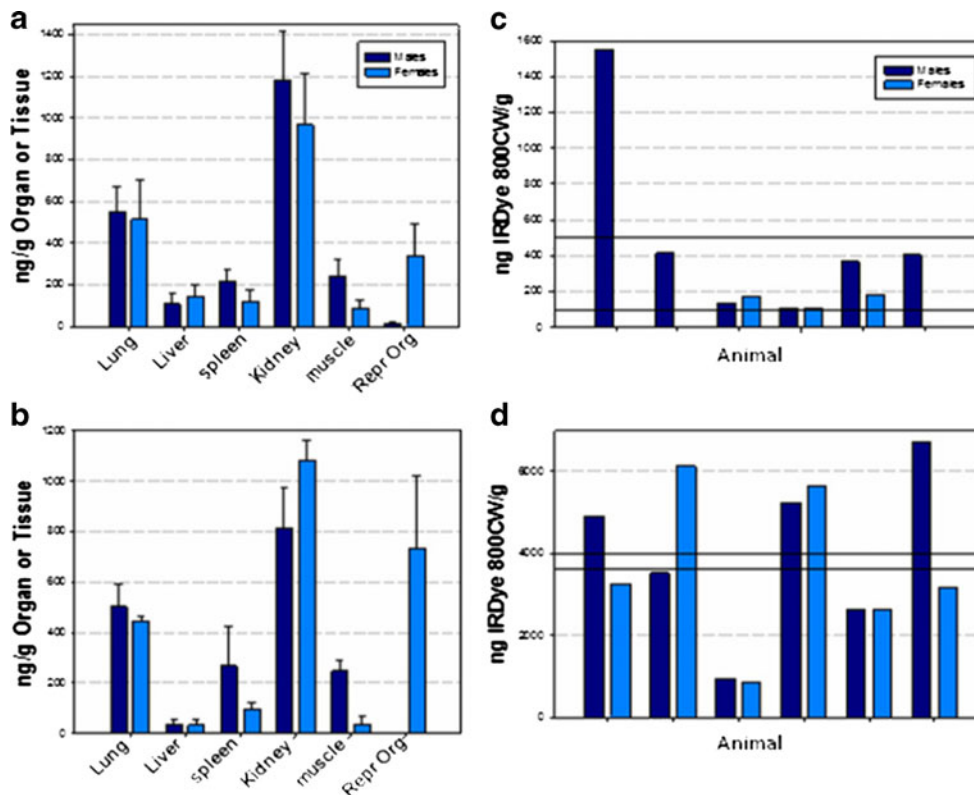 a
ng/g Organ or Tissue
1400
1200
1000
800
600
400
200
0
Males
Females
Lung
Liver
spleen
Kidney
muscle
Repr Org
c
ng IRDye 800CW/g
1600
1400
1200
1000
800
600
400
200
0
Males
Females
Animal
b
ng/g Organ or Tissue
1200
1000
800
600
400
200
0
Lung
Liver
spleen
Kidney
muscle
Repr Org
d
ng IRDye 800CW/g
6000
4000
2000
0
Animal